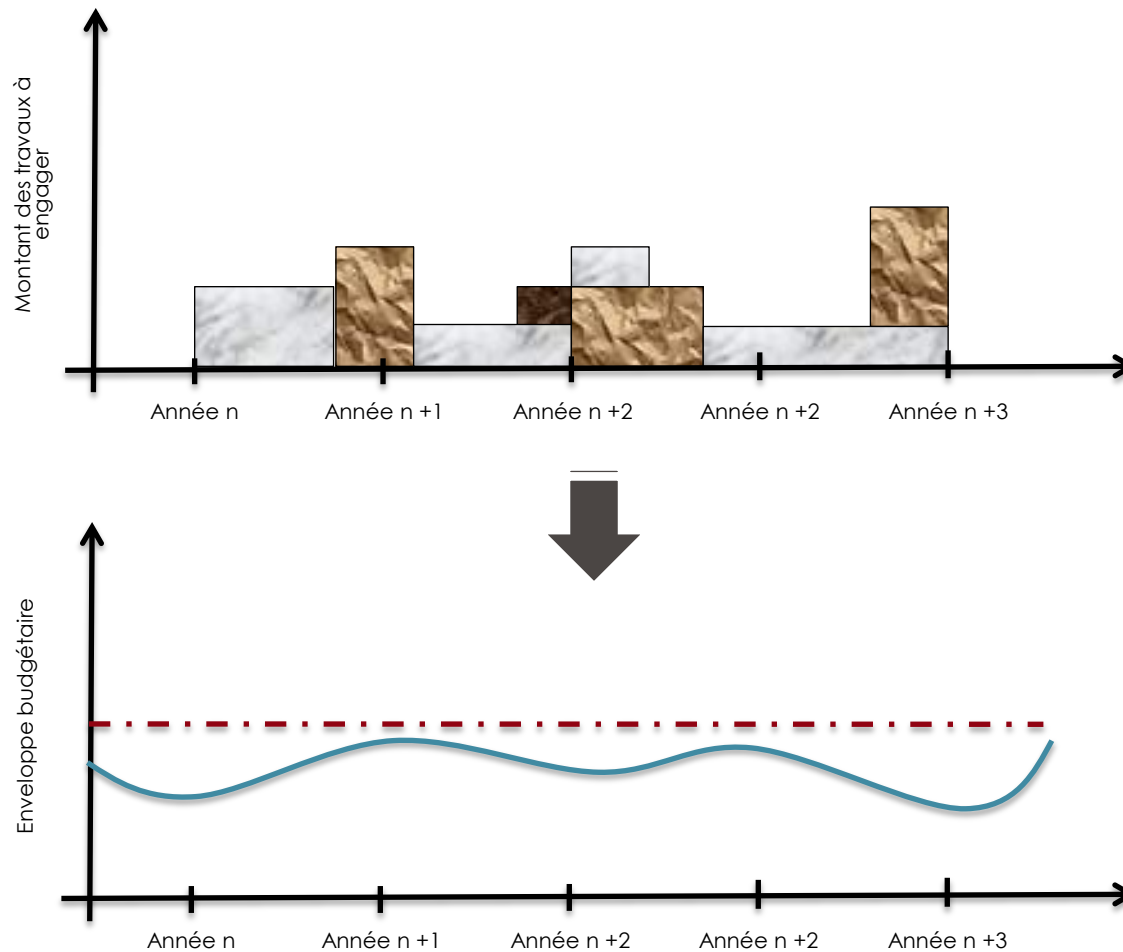 Montant des travaux à
engager
Année n
Année n +1
Année n +2
Année n +2
Année n +3
Enveloppe budgétaire
Année n
Année n +1
Année n +2
Année n +2
Année n +3